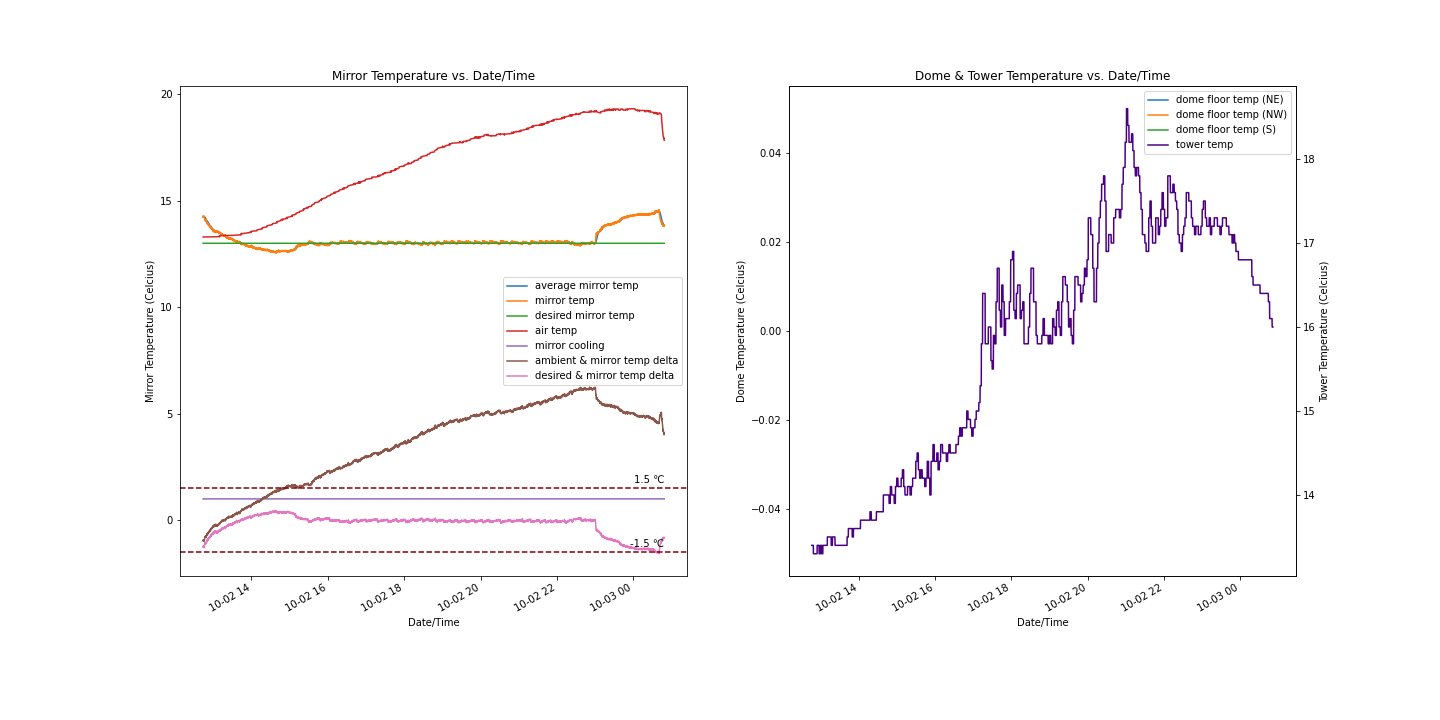 Mirror Temperature vs. Date/Time
Mirror Temperature (Celcius)
20
15
10
5
0
average mirror temp
mirror temp
desired mirror temp
air temp
mirror cooling
ambient & mirror temp delta
desired & mirror temp delta
1.5 ℃
-1.5 ℃
10-02 14
10-02 16
10-02 18
10-02 20
10-02 22
10-03 00
Date/Time
Dome & Tower Temperature vs. Date/Time
Dome Temperature (Celcius)
0.04
0.02
0.00
−0.02
−0.04
dome floor temp (NE)
dome floor temp (NW)
dome floor temp (S)
tower temp
18
17
16
15
14
Tower Temperature (Celcius)
10-02 14
10-02 16
10-02 18
10-02 20
10-02 22
10-03 00
Date/Time